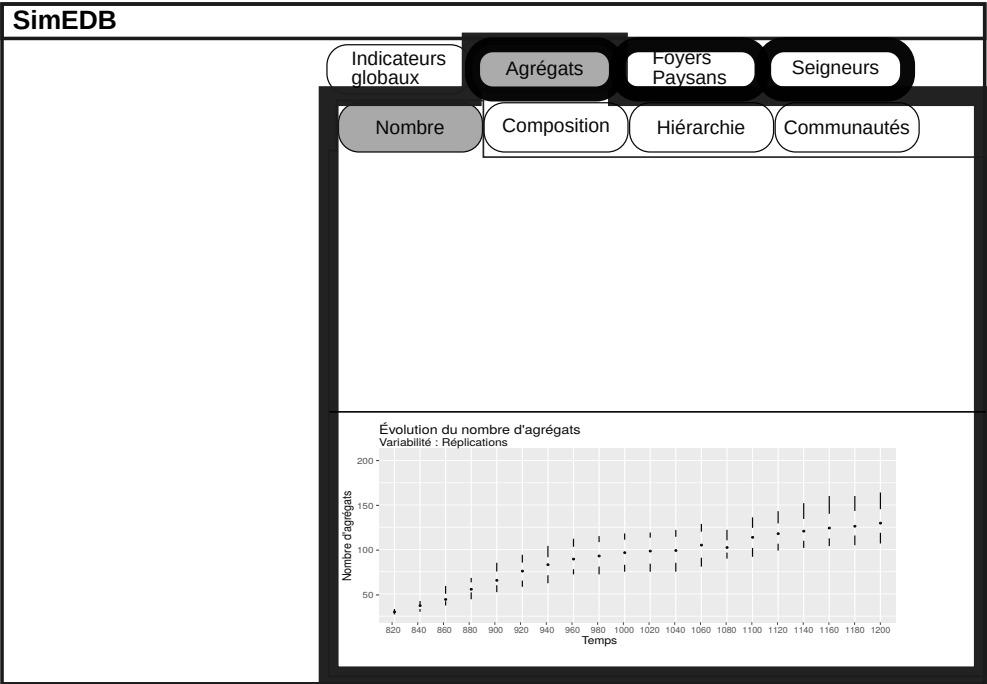 SimEDB
Indicateurs
globaux
Agrégats
Foyers
Paysans
Seigneurs
Nombre
Composition
Hiérarchie
Communautés
Évolution du nombre d'agrégats
Variabilité : Réplications
Nombre d'agrégats
200
150
100
50
820 840 860 880 900 920 940 960 980 1000 1020 1040 1060 1080 1100 1120 1140 1160 1180 1200
Temps